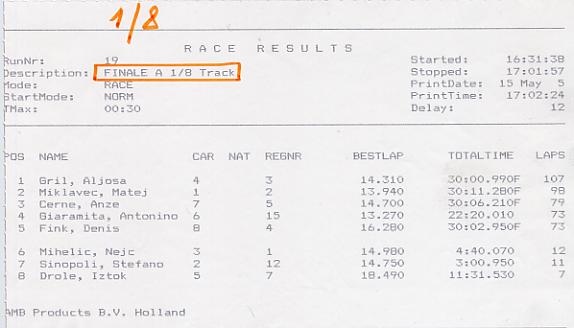 1/8
RACE RESULTS
RunNr: 19 Started: 16:31:38
Description: FINALE A 1/8 Track Stopped: 17:01:57
Mode: RACE PrintDate: 15 May 5
StartMode: NORM PrintTime: 17:02:24
TMax: 00:30 Delay: 12
POS NAME CAR NAT REGNR BESTLAP TOTALTIME LAPS
1 Gril, Aljosa 4 3 14.310 30:00.990F 107
2 Miklavec, Matej 1 2 13.940 30:11.280F 98
3 Cerne, Anze 7 5 14.700 30:06.210F 79
4 Giaramita, Antonino 6 15 13.270 22:20.010 73
5 Fink, Denis 8 4 16.280 30:02.950F 73
6 Mihelic, Nejc 3 1 14.980 4:40.070 12
7 Sinopoli, Stefano 2 12 14.750 3:00.950 11
8 Drole, Iztok 5 7 18.490 11:31.530 7
AMB Products B.V. Holland